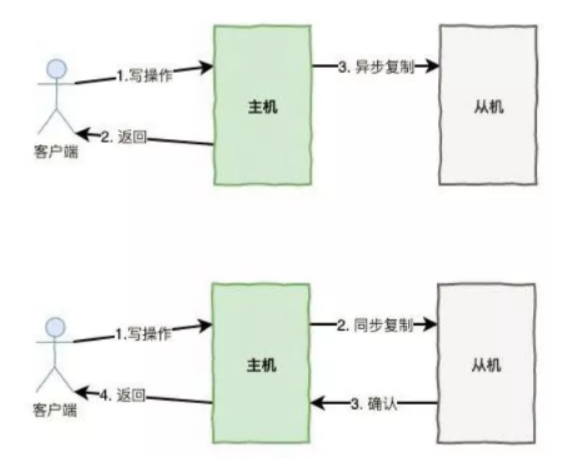 1.写操作
3. 异步复制
主机
从机
2. 返回
客户端
1.写操作
2. 同步复制
主机
从机
4. 返回
3. 确认
客户端